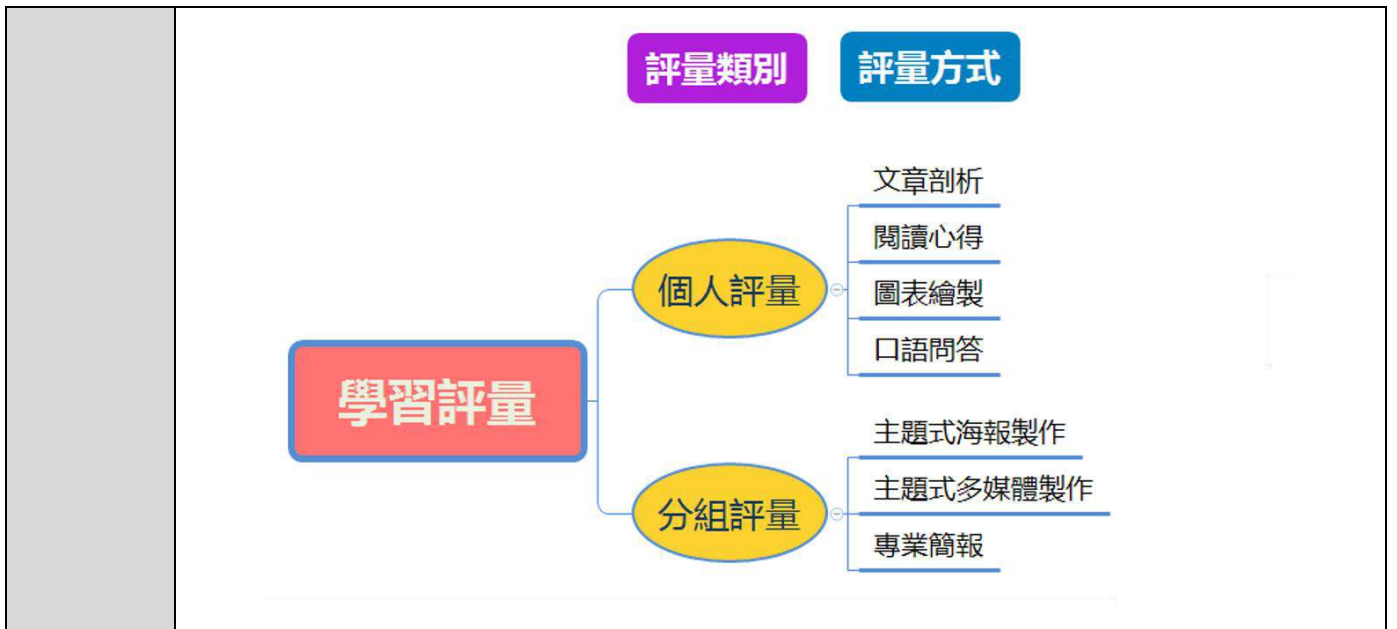 評量類別
評量方式
學習評量
個人評量
文章剖析
閱讀心得
圖表繪製
口語問答
分組評量
主題式海報製作
主題式多媒體製作
專業簡報